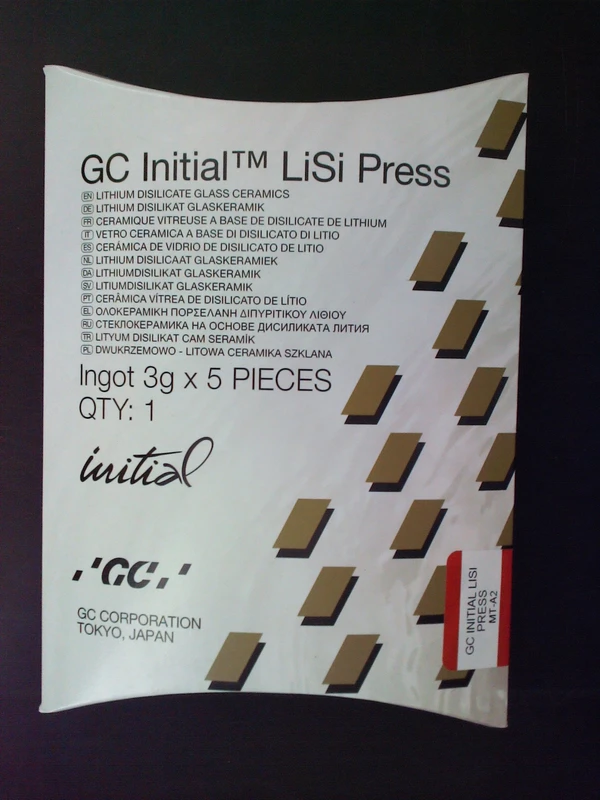 GC Initial™ LiSi Press
EN LITHIUM DISILICATE GLASS CERAMICS
DE LITHIUM DISILIKAT GLASKERAMIK
FR CERAMIQUE VITREUSE A BASE DE DISILICATE DE LITHIUM
IT VETRO CERAMICA A BASE DI DISILICATO DI LITIO
ES CERÁMICA DE VIDRIO DE DISILICATO DE LITIO
NL LITHIUM DISILICAAT GLASKERAMIEK
DA LITHIUMDISILIKAT GLASKERAMIK
SV LITIUMDISILIKAT GLASKERAMIK
PT CERÂMICA VÍTREA DE DISILICATO DE LÍTIO
EL ΟΛΟΚΕΡΑΜΙΚΗ ΠΟΡΣΕΛΑΝΗ ΔΙΠΥΡΙΤΙΚΟΥ ΛΙΘΙΟΥ
RU СТЕКЛОКЕРАМИКА НА ОСНОВЕ ДИСИЛИКАТА ЛИТИЯ
TR LITYUM DISILIKAT CAM SERAMİK
PL DWUKRZEMOWO - LITOWA CERAMIKA SZKLANA
Ingot 3g x 5 PIECES
QTY: 1
initial
GC
GC CORPORATION
TOKYO, JAPAN
GC INITIAL LISI
PRESS
MT-A2